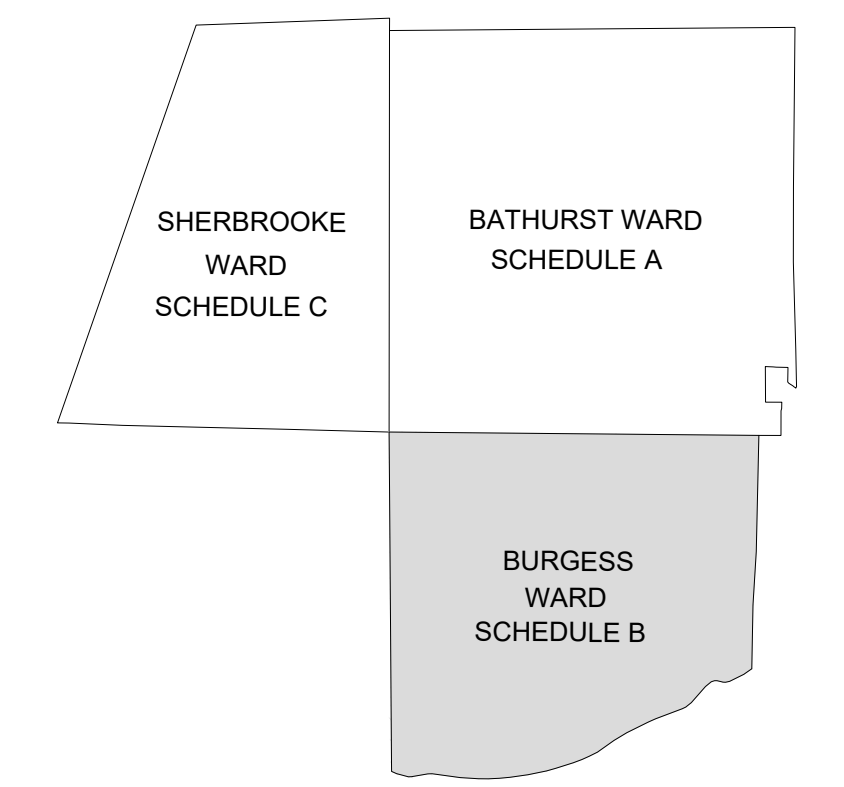 SHERBROOKE
WARD
SCHEDULE C
BATHURST WARD
SCHEDULE A
BURGESS
WARD
SCHEDULE B